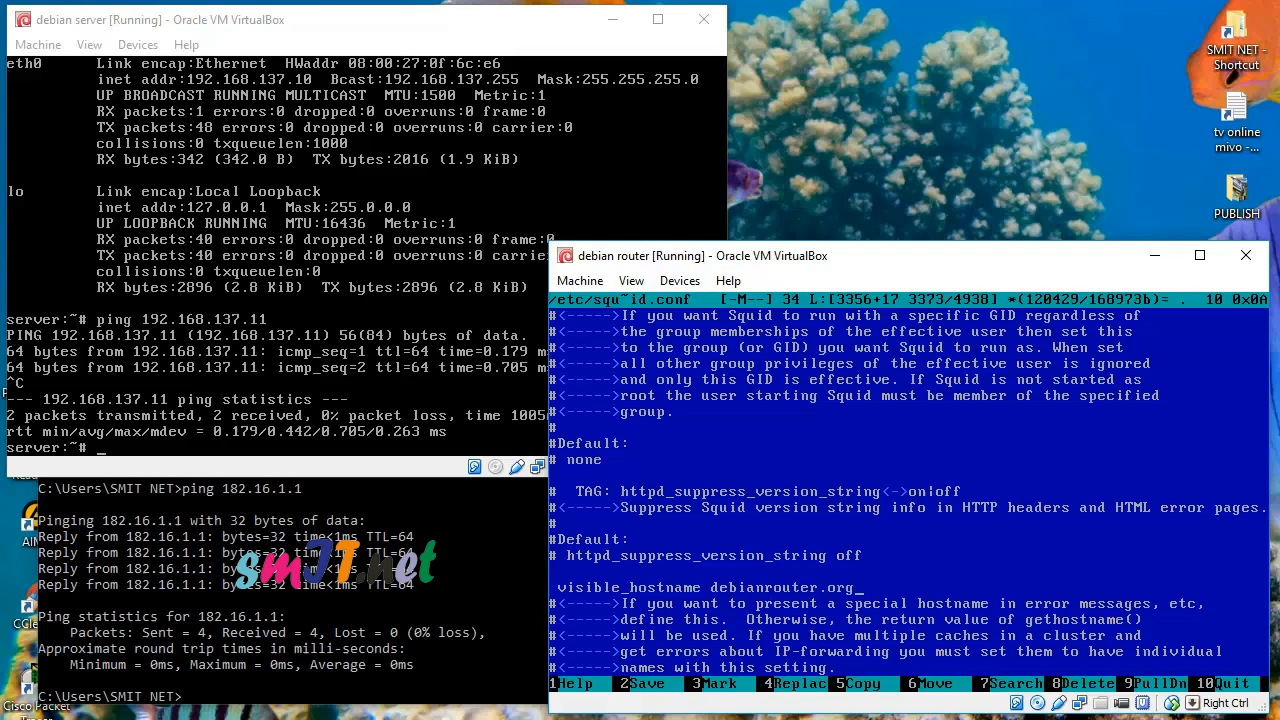 debian server [Running] - Oracle VM VirtualBox
Machine View Devices Help
eth0 Link encap:Ethernet HWaddr 08:00:27:0f:6c:e6
inet addr:192.168.137.10 Bcast:192.168.137.255 Mask:255.255.255.0
UP BROADCAST RUNNING MULTICAST MTU:1500 Metric:1
RX packets:1 errors:0 dropped:0 overruns:0 frame:0
TX packets:48 errors:0 dropped:0 overruns:0 carrier:0
collisions:0 txqueuelen:1000
RX bytes:342 (342.0 B) TX bytes:2016 (1.9 KiB)
lo Link encap:Local Loopback
inet addr:127.0.0.1 Mask:255.0.0.0
UP LOOPBACK RUNNING MTU:16436 Metric:1
RX packets:40 errors:0 dropped:0 overruns:0 frame:0
TX packets:40 errors:0 dropped:0 overruns:0 carrie
collisions:0 txqueuelen:0
RX bytes:2896 (2.8 KiB) TX bytes:2896 (2.8 KiB)
server:~# ping 192.168.137.11
PING 192.168.137.11 (192.168.137.11) 56(84) bytes of data.
64 bytes from 192.168.137.11: icmp_seq=1 ttl=64 time=0.179 m
64 bytes from 192.168.137.11: icmp_seq=2 ttl=64 time=0.705 m
^C
--- 192.168.137.11 ping statistics ---
2 packets transmitted, 2 received, 0% packet loss, time 1005
rtt min/avg/max/mdev = 0.179/0.442/0.705/0.263 ms
server:~# _
C:\Users\SMIT NET>ping 182.16.1.1
Pinging 182.16.1.1 with 32 bytes of data:
Reply from 182.16.1.1: bytes=32 time<1ms TTL=64
Reply from 182.16.1.1: bytes=32 time<1ms TTL=64
Reply from 182.16.1.1: bytes=32 time<1ms TTL=64
Reply from 182.16.1.1: bytes=32 time<1ms TTL=64
smIT.net
Ping statistics for 182.16.1.1:
Packets: Sent = 4, Received = 4, Lost = 0 (0% loss),
Approximate round trip times in milli-seconds:
Minimum = 0ms, Maximum = 0ms, Average = 0ms
C:\Users\SMIT NET>
Cisco Packet
SMIT NET -
Shortcut
tv online
mivo -...
PUBLISH
debian router [Running] - Oracle VM VirtualBox
Machine View Devices Help
/etc/squ~id.conf [-M--] 34 L:[3356+17 3373/4938] *(120429/168973b)= . 10 0x0A
#<----->If you want Squid to run with a specific GID regardless of
#<----->the group memberships of the effective user then set this
#<----->to the group (or GID) you want Squid to run as. When set
#<----->all other group privileges of the effective user is ignored
#<----->and only this GID is effective. If Squid is not started as
#<----->root the user starting Squid must be member of the specified
#<----->group.
#
#Default:
# none
# TAG: httpd_suppress_version_string<->on|off
#<----->Suppress Squid version string info in HTTP headers and HTML error pages.
#
#Default:
# httpd_suppress_version_string off
visible_hostname debianrouter.org_
#<----->If you want to present a special hostname in error messages, etc,
#<----->define this. Otherwise, the return value of gethostname()
#<----->will be used. If you have multiple caches in a cluster and
#<----->get errors about IP-forwarding you must set them to have individual
#<----->names with this setting.
1Help 2Save 3Mark 4Replac 5Copy 6Move 7Search 8Delete 9PullDn 10Quit
Right Ctrl